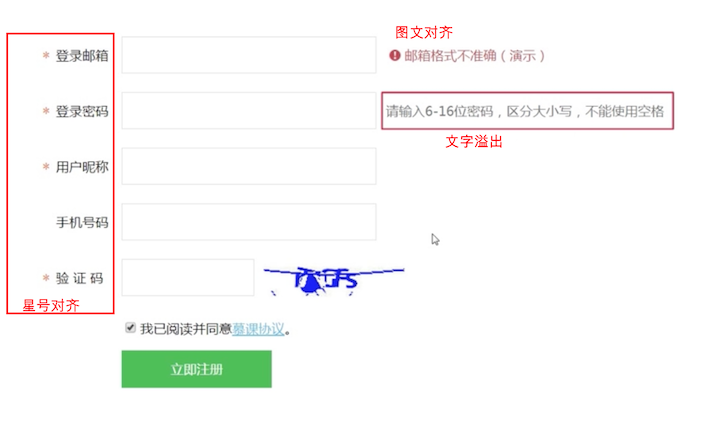 图文对齐
* 登录邮箱
邮箱格式不准确（演示）
* 登录密码
请输入6-16位密码，区分大小写，不能使用空格
文字溢出
* 用户昵称
手机号码
* 验 证 码
星号对齐
我已阅读并同意慕课协议。
立即注册